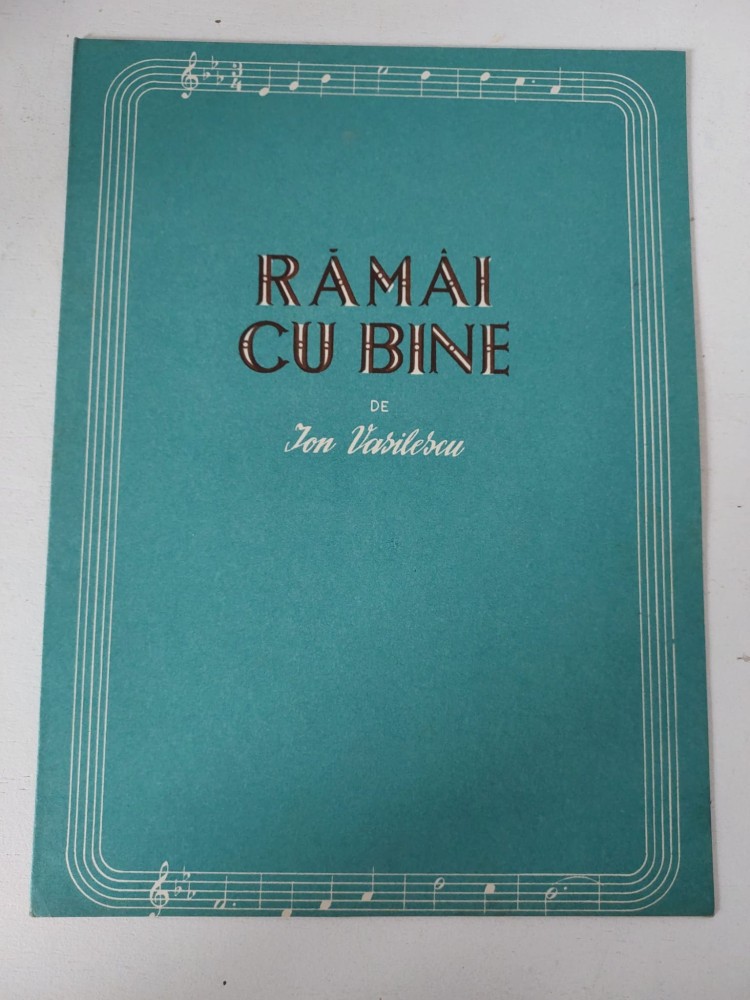 RĂMÂI
CU BINE
DE
Ion Vasilescu